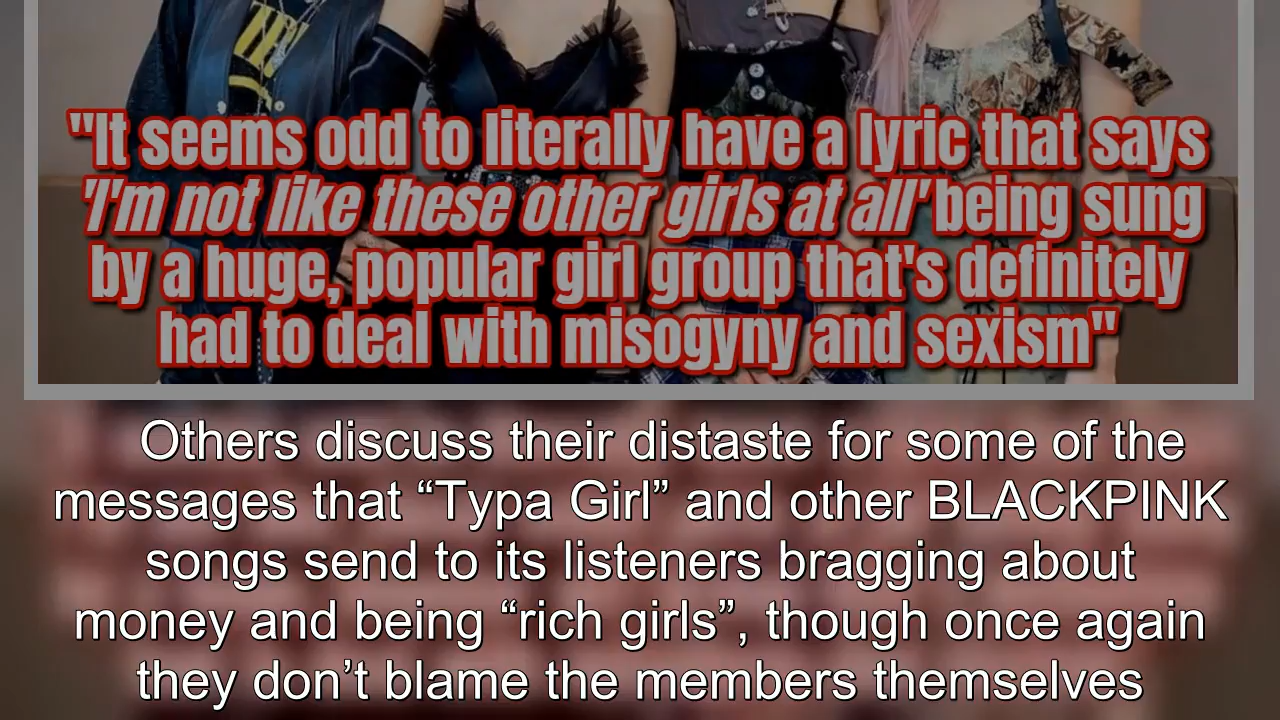 "It seems odd to literally have a lyric that says
'I'm not like these other girls at all' being sung
by a huge, popular girl group that's definitely
had to deal with misogyny and sexism"
Others discuss their distaste for some of the
messages that “Typa Girl” and other BLACKPINK
songs send to its listeners bragging about
money and being “rich girls”, though once again
they don’t blame the members themselves